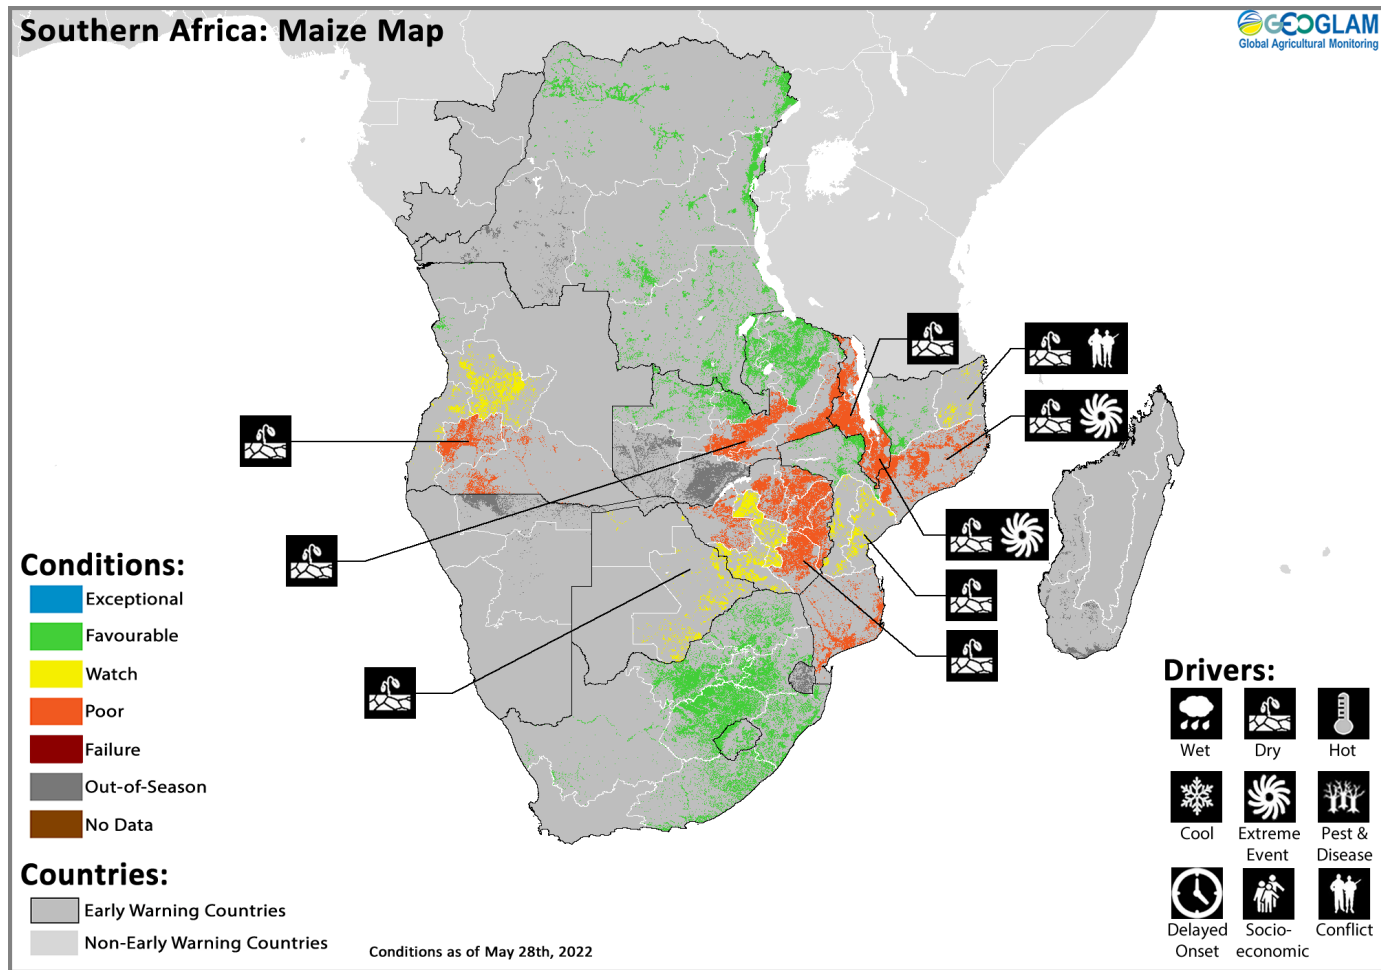 Southern Africa: Maize Map
GEOGLAM
Global Agricultural Monitoring
Conditions:
Exceptional
Favourable
Watch
Poor
Failure
Out-of-Season
No Data
Countries:
Early Warning Countries
Non-Early Warning Countries
Conditions as of May 28th, 2022
Drivers:
Wet
Dry
Hot
Cool
Extreme
Event
Pest &
Disease
Delayed
Onset
Socio-
economic
Conflict